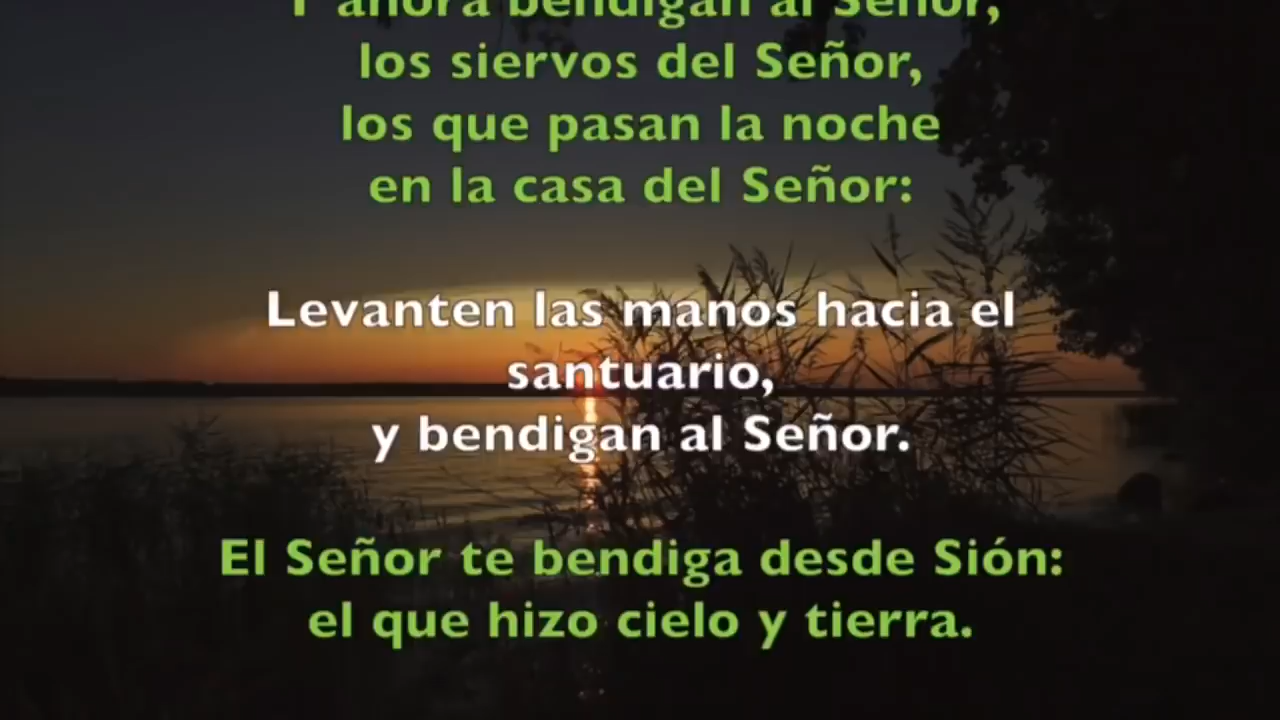 Y ahora bendigan al Señor,
los siervos del Señor,
los que pasan la noche
en la casa del Señor:
Levanten las manos hacia el
santuario,
y bendigan al Señor.
El Señor te bendiga desde Sión:
el que hizo cielo y tierra.